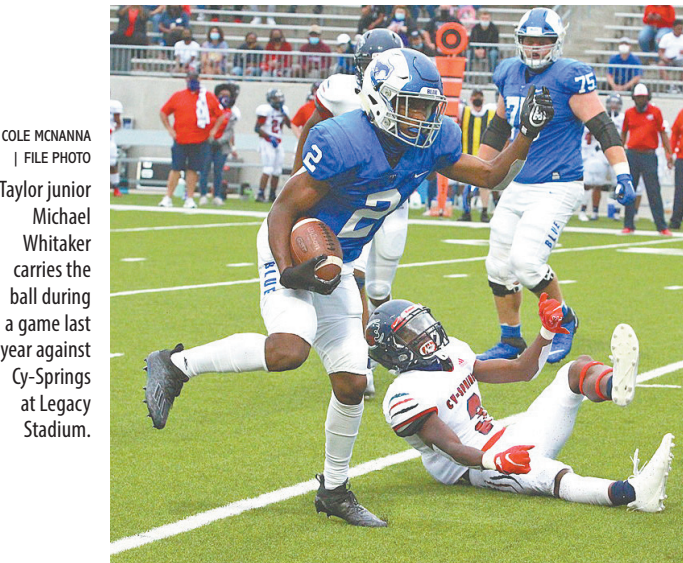 COLE MCNANNA
| FILE PHOTO
Taylor junior
Michael
Whitaker
carries the
ball during
a game last
year against
Cy-Springs
at Legacy
Stadium.
2
2
75
BLUE
BLUE
CY-SPRINGS